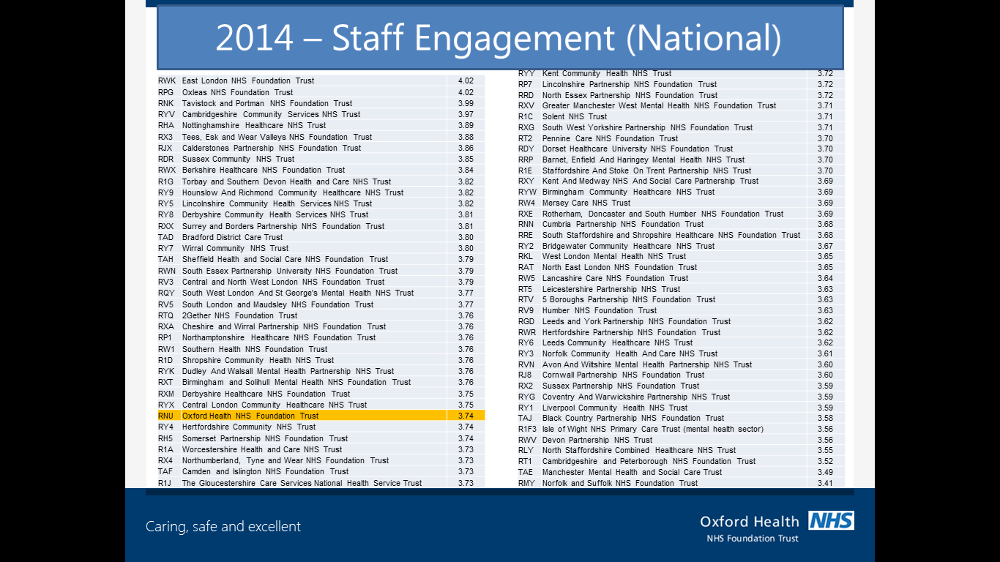 2014 – Staff Engagement (National)
RWK East London NHS Foundation Trust 4.02
RPG Oxleas NHS Foundation Trust 4.02
RNK Tavistock and Portman NHS Foundation Trust 3.99
RYV Cambridgeshire Community Services NHS Trust 3.97
RHA Nottinghamshire Healthcare NHS Trust 3.89
RX3 Tees, Esk and Wear Valleys NHS Foundation Trust 3.88
RJX Calderstones Partnership NHS Foundation Trust 3.86
RDR Sussex Community NHS Trust 3.85
RWX Berkshire Healthcare NHS Foundation Trust 3.84
R1G Torbay and Southern Devon Health and Care NHS Trust 3.82
RY9 Hounslow And Richmond Community Healthcare NHS Trust 3.82
RY5 Lincolnshire Community Health Services NHS Trust 3.82
RY8 Derbyshire Community Health Services NHS Trust 3.81
RXX Surrey and Borders Partnership NHS Foundation Trust 3.81
TAD Bradford District Care Trust 3.80
RY7 Wirral Community NHS Trust 3.80
TAH Sheffield Health and Social Care NHS Foundation Trust 3.79
RWN South Essex Partnership University NHS Foundation Trust 3.79
RV3 Central and North West London NHS Foundation Trust 3.79
RQY South West London And St George's Mental Health NHS Trust 3.77
RV5 South London and Maudsley NHS Foundation Trust 3.77
RTQ 2Gether NHS Foundation Trust 3.76
RXA Cheshire and Wirral Partnership NHS Foundation Trust 3.76
RP1 Northamptonshire Healthcare NHS Foundation Trust 3.76
RW1 Southern Health NHS Foundation Trust 3.76
R1D Shropshire Community Health NHS Trust 3.76
RYK Dudley And Walsall Mental Health Partnership NHS Trust 3.76
RXT Birmingham and Solihull Mental Health NHS Foundation Trust 3.76
RXM Derbyshire Healthcare NHS Foundation Trust 3.75
RYX Central London Community Healthcare NHS Trust 3.75
RNU Oxford Health NHS Foundation Trust 3.74
RY4 Hertfordshire Community NHS Trust 3.74
RH5 Somerset Partnership NHS Foundation Trust 3.74
R1A Worcestershire Health and Care NHS Trust 3.73
RX4 Northumberland, Tyne and Wear NHS Foundation Trust 3.73
TAF Camden and Islington NHS Foundation Trust 3.73
R1J The Gloucestershire Care Services National Health Service Trust 3.73
RYY Kent Community Health NHS Trust 3.72
RP7 Lincolnshire Partnership NHS Foundation Trust 3.72
RRD North Essex Partnership NHS Foundation Trust 3.72
RXV Greater Manchester West Mental Health NHS Foundation Trust 3.71
R1C Solent NHS Trust 3.71
RXG South West Yorkshire Partnership NHS Foundation Trust 3.71
RT2 Pennine Care NHS Foundation Trust 3.70
RDY Dorset Healthcare University NHS Foundation Trust 3.70
RRP Barnet, Enfield And Haringey Mental Health NHS Trust 3.70
R1E Staffordshire And Stoke On Trent Partnership NHS Trust 3.70
RXY Kent And Medway NHS And Social Care Partnership Trust 3.69
RYW Birmingham Community Healthcare NHS Trust 3.69
RW4 Mersey Care NHS Trust 3.69
RXE Rotherham, Doncaster and South Humber NHS Foundation Trust 3.69
RNN Cumbria Partnership NHS Foundation Trust 3.68
RRE South Staffordshire and Shropshire Healthcare NHS Foundation Trust 3.68
RY2 Bridgewater Community Healthcare NHS Trust 3.67
RKL West London Mental Health NHS Trust 3.65
RAT North East London NHS Foundation Trust 3.65
RW5 Lancashire Care NHS Foundation Trust 3.64
RT5 Leicestershire Partnership NHS Trust 3.63
RTV 5 Boroughs Partnership NHS Foundation Trust 3.63
RV9 Humber NHS Foundation Trust 3.63
RGD Leeds and York Partnership NHS Foundation Trust 3.62
RWR Hertfordshire Partnership NHS Foundation Trust 3.62
RY6 Leeds Community Healthcare NHS Trust 3.62
RY3 Norfolk Community Health And Care NHS Trust 3.61
RVN Avon And Wiltshire Mental Health Partnership NHS Trust 3.60
RJ8 Cornwall Partnership NHS Foundation Trust 3.60
RX2 Sussex Partnership NHS Foundation Trust 3.59
RYG Coventry And Warwickshire Partnership NHS Trust 3.59
RY1 Liverpool Community Health NHS Trust 3.59
TAJ Black Country Partnership NHS Foundation Trust 3.58
R1F3 Isle of Wight NHS Primary Care Trust (mental health sector) 3.56
RWV Devon Partnership NHS Trust 3.56
RLY North Staffordshire Combined Healthcare NHS Trust 3.55
RT1 Cambridgeshire and Peterborough NHS Foundation Trust 3.52
TAE Manchester Mental Health and Social Care Trust 3.49
RMY Norfolk and Suffolk NHS Foundation Trust 3.41
Caring, safe and excellent
Oxford Health NHS
NHS Foundation Trust